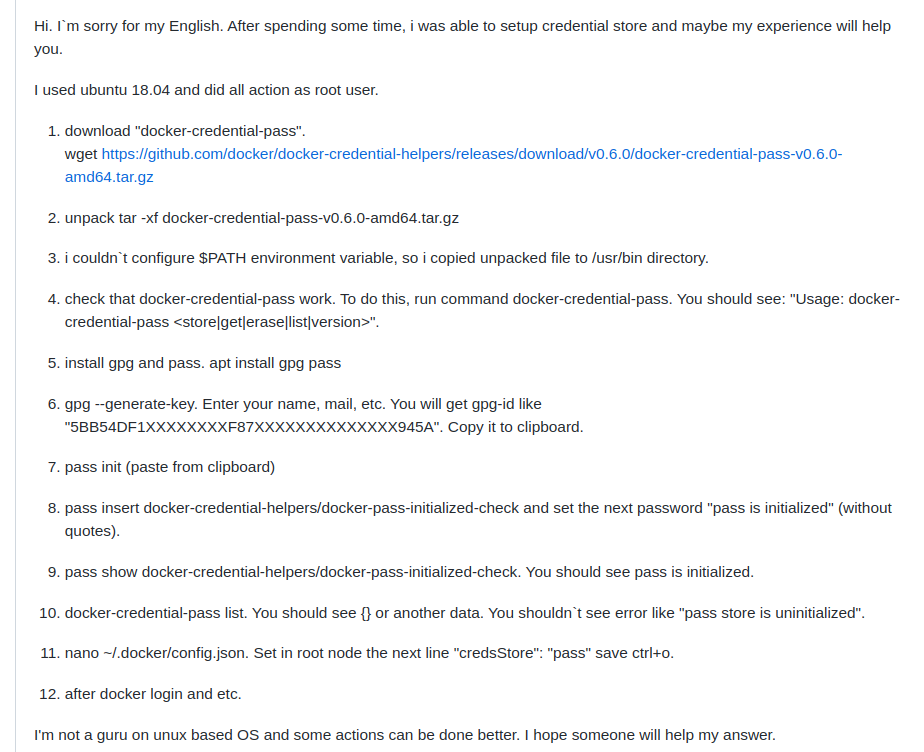 Hi. I`m sorry for my English. After spending some time, i was able to setup credential store and maybe my experience will help
you.
I used ubuntu 18.04 and did all action as root user.
1. download "docker-credential-pass".
wget https://github.com/docker/docker-credential-helpers/releases/download/v0.6.0/docker-credential-pass-v0.6.0-
amd64.tar.gz
2. unpack tar -xf docker-credential-pass-v0.6.0-amd64.tar.gz
3. i couldn`t configure $PATH environment variable, so i copied unpacked file to /usr/bin directory.
4. check that docker-credential-pass work. To do this, run command docker-credential-pass. You should see: "Usage: docker-
credential-pass <store|get|erase|list|version>".
5. install gpg and pass. apt install gpg pass
6. gpg --generate-key. Enter your name, mail, etc. You will get gpg-id like
"5BB54DF1XXXXXXXXF87XXXXXXXXXXXXXX945A". Copy it to clipboard.
7. pass init (paste from clipboard)
8. pass insert docker-credential-helpers/docker-pass-initialized-check and set the next password "pass is initialized" (without
quotes).
9. pass show docker-credential-helpers/docker-pass-initialized-check. You should see pass is initialized.
10. docker-credential-pass list. You should see {} or another data. You shouldn`t see error like "pass store is uninitialized".
11. nano ~/.docker/config.json. Set in root node the next line "credsStore": "pass" save ctrl+o.
12. after docker login and etc.
I'm not a guru on unux based OS and some actions can be done better. I hope someone will help my answer.